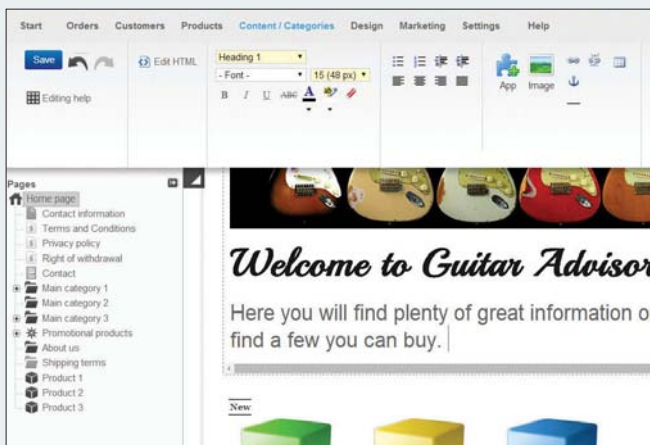 Start Orders Customers Products Content / Categories Design Marketing Settings Help
Save
Edit HTML
Heading 1
- Font -
15 (48 px)
B I U ABC A
App Image
Editing help
Pages
Home page
Contact information
Terms and Conditions
Privacy policy
Right of withdrawal
Contact
Main category 1
Main category 2
Main category 3
Promotional products
About us
Shipping terms
Product 1
Product 2
Product 3
Welcome to Guitar Advisor
Here you will find plenty of great information o
find a few you can buy.
New